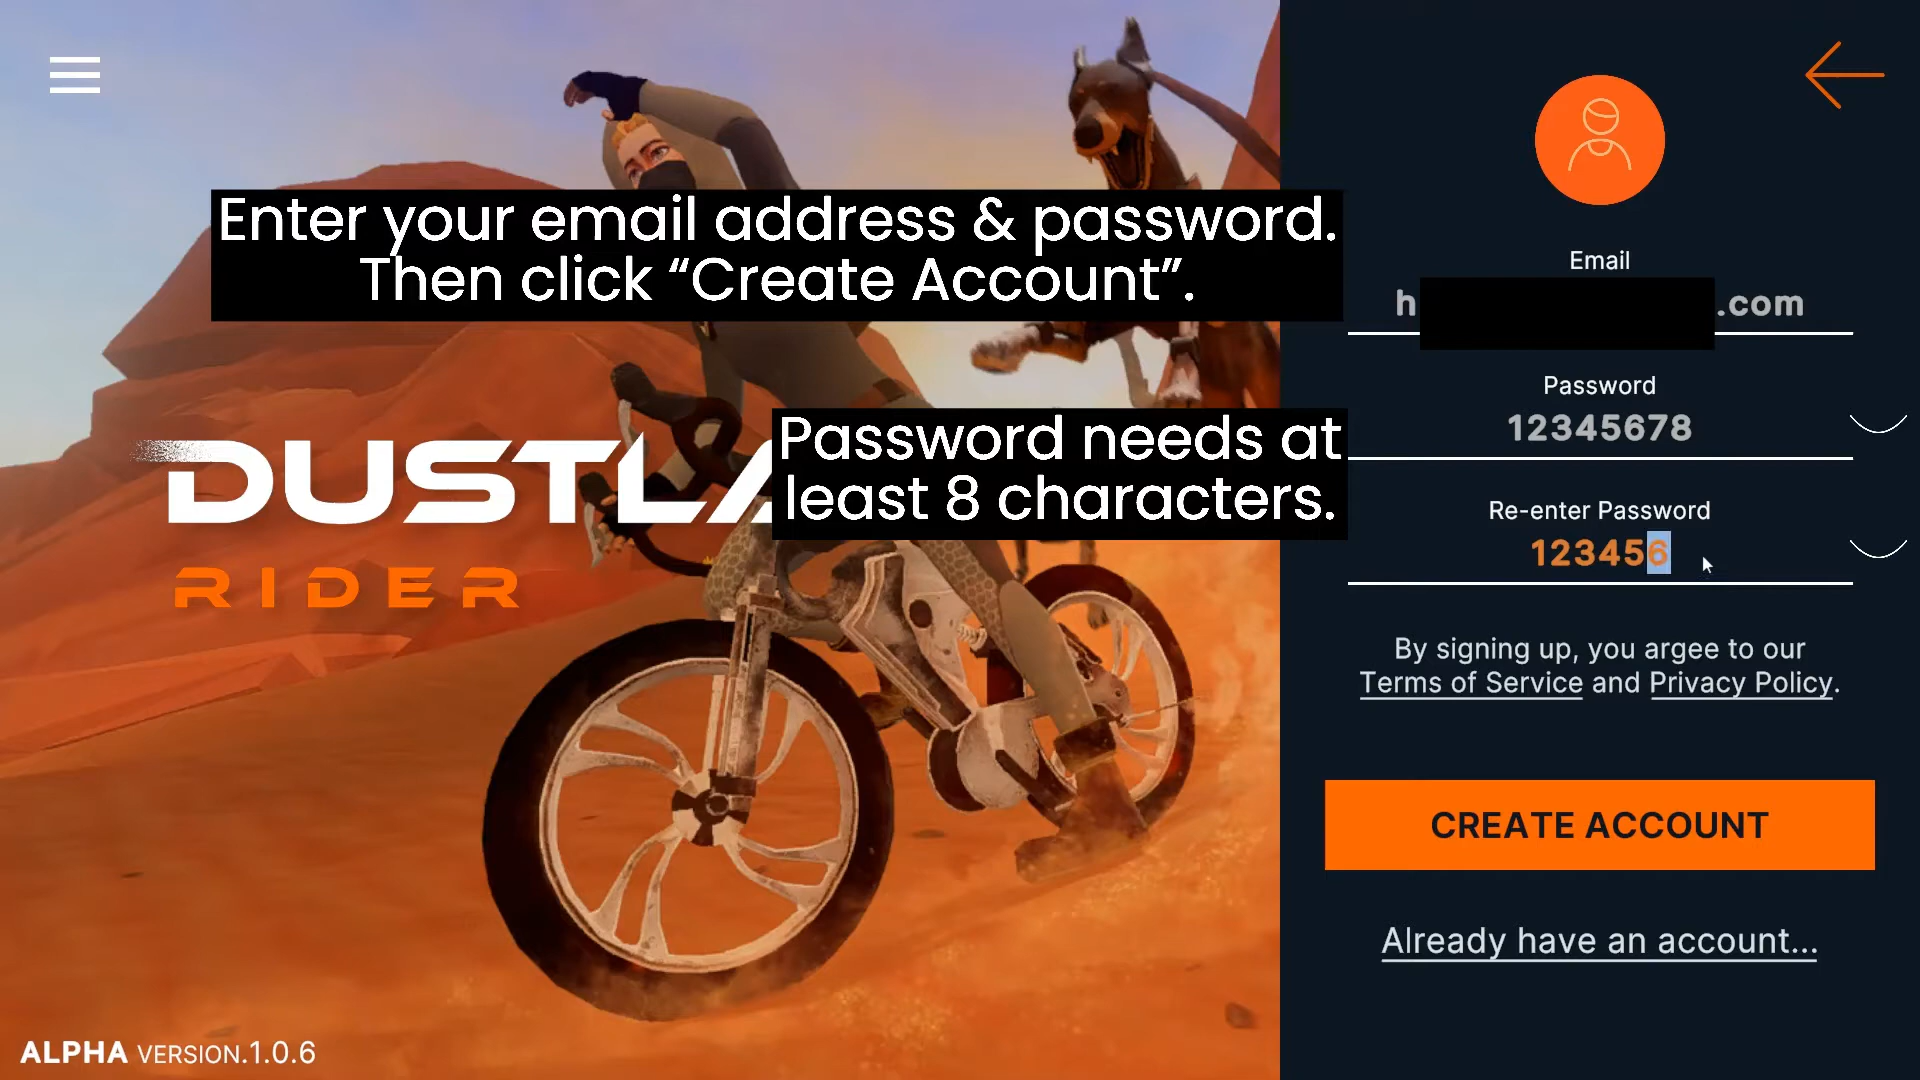 Enter your email address & password.
Then click “Create Account”.
Email
h .com
Password
12345678
Password needs at
least 8 characters.
Re-enter Password
123456
DUSTLA
RIDER
By signing up, you argee to our
Terms of Service and Privacy Policy.
CREATE ACCOUNT
Already have an account...
ALPHA VERSION.1.0.6